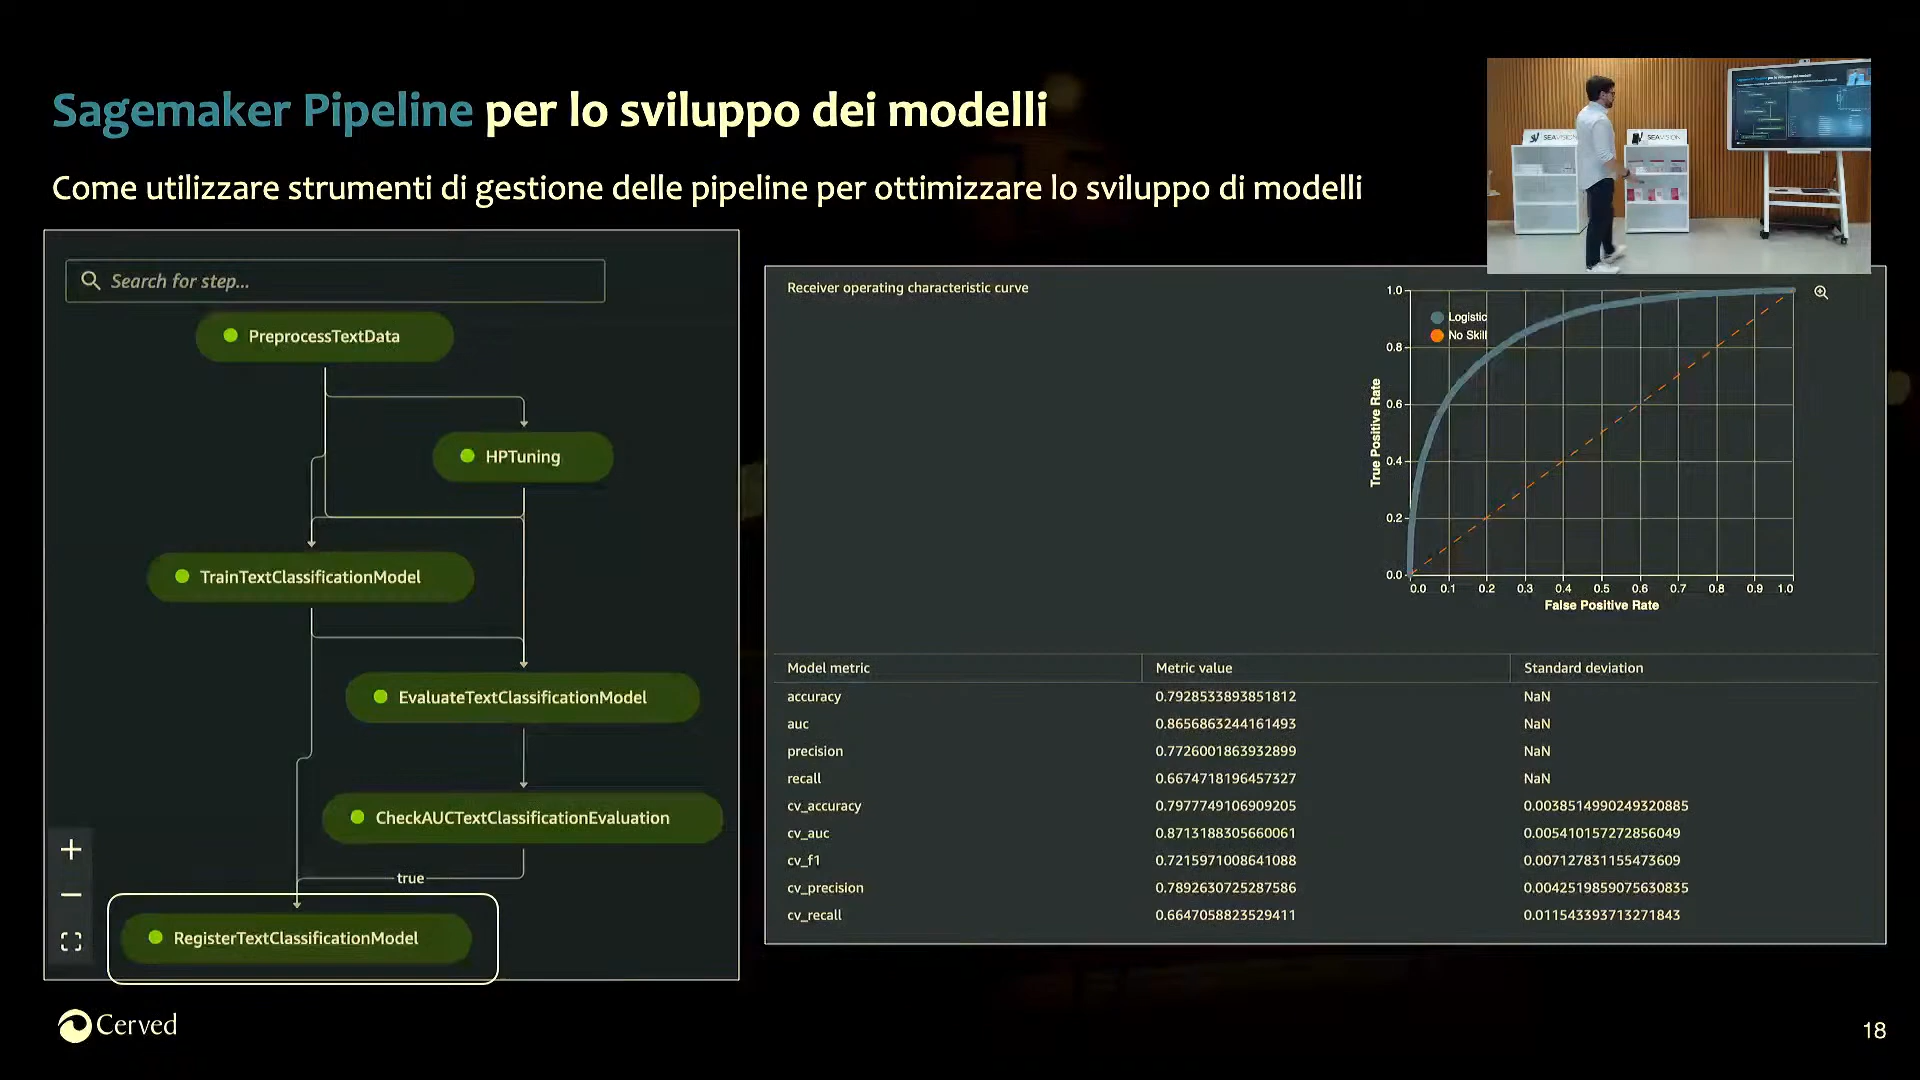 Sagemaker Pipeline per lo sviluppo dei modelli
Come utilizzare strumenti di gestione delle pipeline per ottimizzare lo sviluppo di modelli
Search for step...
PreprocessTextData
HPTuning
TrainTextClassificationModel
EvaluateTextClassificationModel
CheckAUCTextClassificationEvaluation
true
RegisterTextClassificationModel
Receiver operating characteristic curve
Logistic
No Skill
True Positive Rate
1.0
0.8
0.6
0.4
0.2
0.0
0.0 0.1 0.2 0.3 0.4 0.5 0.6 0.7 0.8 0.9 1.0
False Positive Rate
Model metric Metric value Standard deviation
accuracy 0.7928533893851812 NaN
auc 0.8656863244161493 NaN
precision 0.7726001863932899 NaN
recall 0.6674718196457327 NaN
cv_accuracy 0.7977749106909205 0.0038514990249320885
cv_auc 0.8713188305660061 0.005410157272856049
cv_f1 0.7215971008641088 0.007127831155473609
cv_precision 0.7892630725287586 0.0042519859075630835
cv_recall 0.6647058823529411 0.011543393713271843
SEAVISION
SEAVISION
Cerved
18